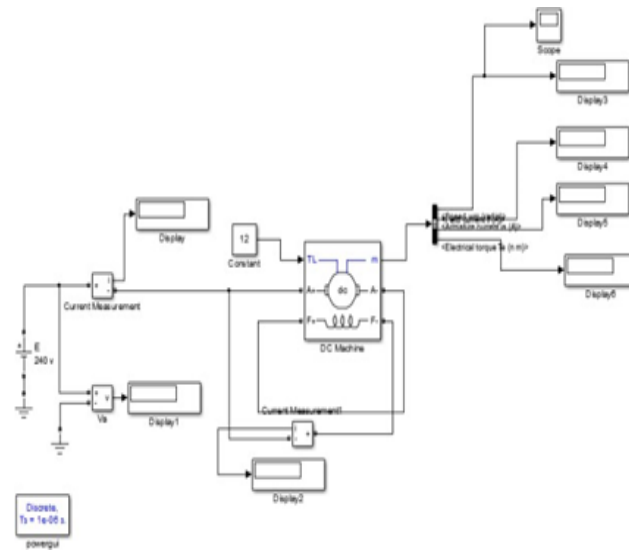 Scope
Display3
Display4
Display
12
Constant
TL
m
Display5
<Electrical torque Te (n m)>
dc
A+
A-
Display6
Current Measurement
F+
F-
DC Machine
+
E
240 v
+
-
v
Va
Display1
Current Measurement1
Display2
Discrete,
Ts = 1e-06 s.
powergui